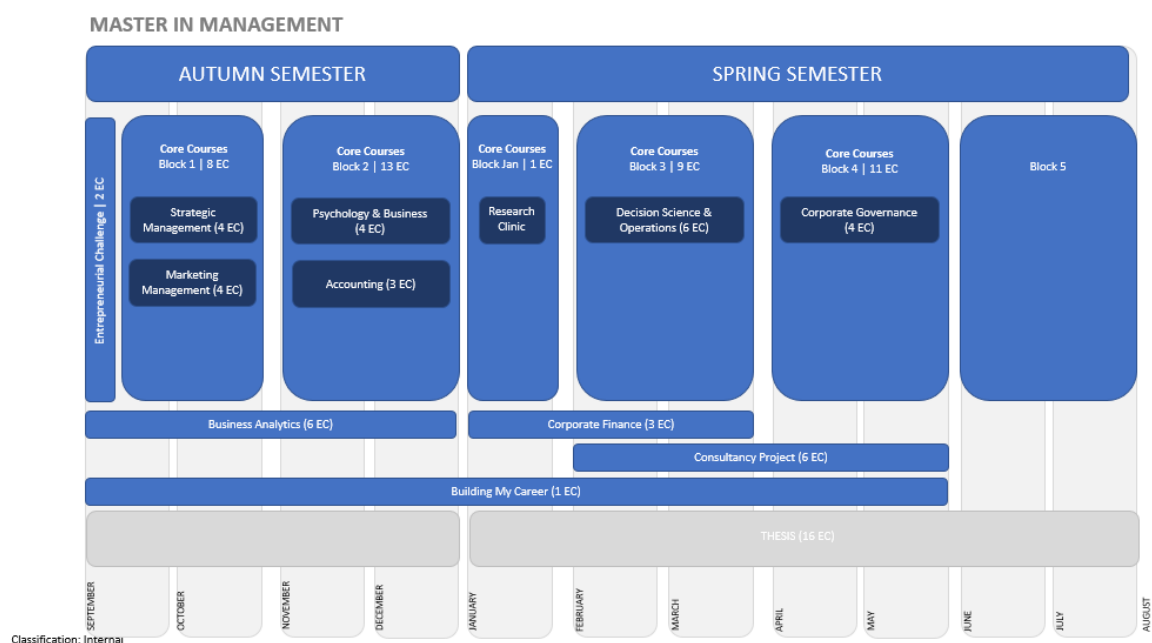 MASTER IN MANAGEMENT
AUTUMN SEMESTER
SPRING SEMESTER
Entrepreneurial Challenge | 2 EC
Core Courses
Block 1 | 8 EC
Strategic
Management (4 EC)
Marketing
Management (4 EC)
Core Courses
Block 2 | 13 EC
Psychology & Business
(4 EC)
Accounting (3 EC)
Core Courses
Block Jan | 1 EC
Research
Clinic
Core Courses
Block 3 | 9 EC
Decision Science &
Operations (6 EC)
Core Courses
Block 4 | 11 EC
Corporate Governance
(4 EC)
Block 5
Business Analytics (6 EC)
Corporate Finance (3 EC)
Consultancy Project (6 EC)
Building My Career (1 EC)
THESIS (16 EC)
SEPTEMBER
OCTOBER
NOVEMBER
DECEMBER
JANUARY
FEBRUARY
MARCH
APRIL
MAY
JUNE
JULY
AUGUST
Classification: Internal